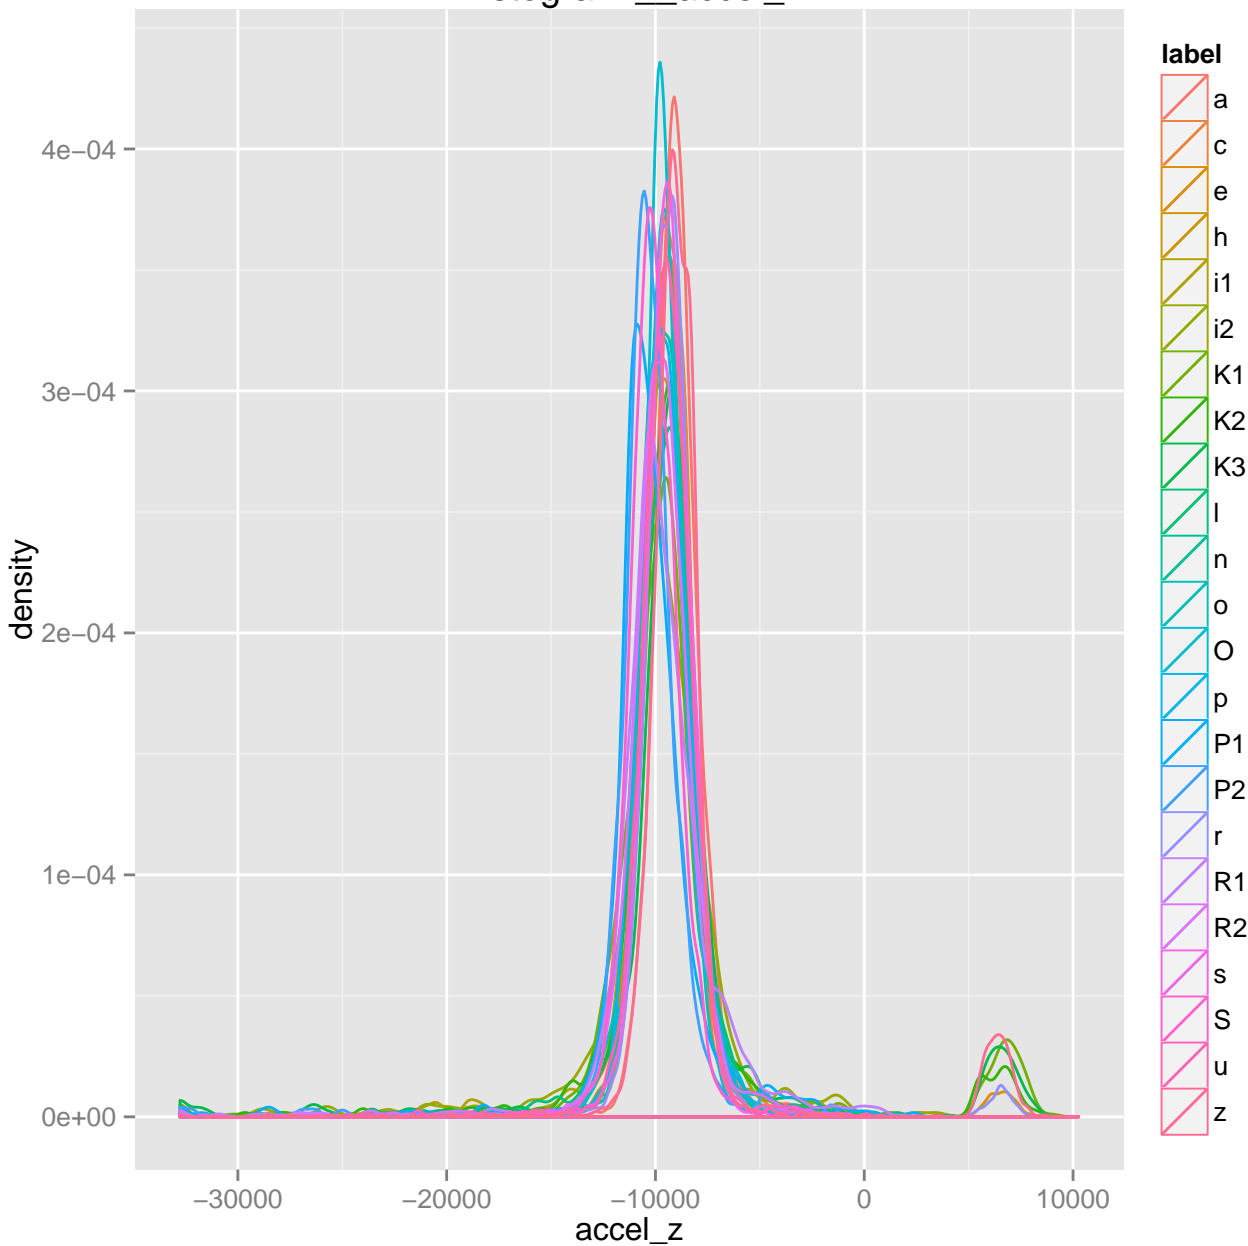 label
a
c
e
h
i1
i2
K1
K2
K3
l
n
o
O
p
P1
P2
r
R1
R2
s
S
u
z
4e−04
3e−04
2e−04
1e−04
0e+00
density
−30000
−20000
−10000
0
10000
accel_z